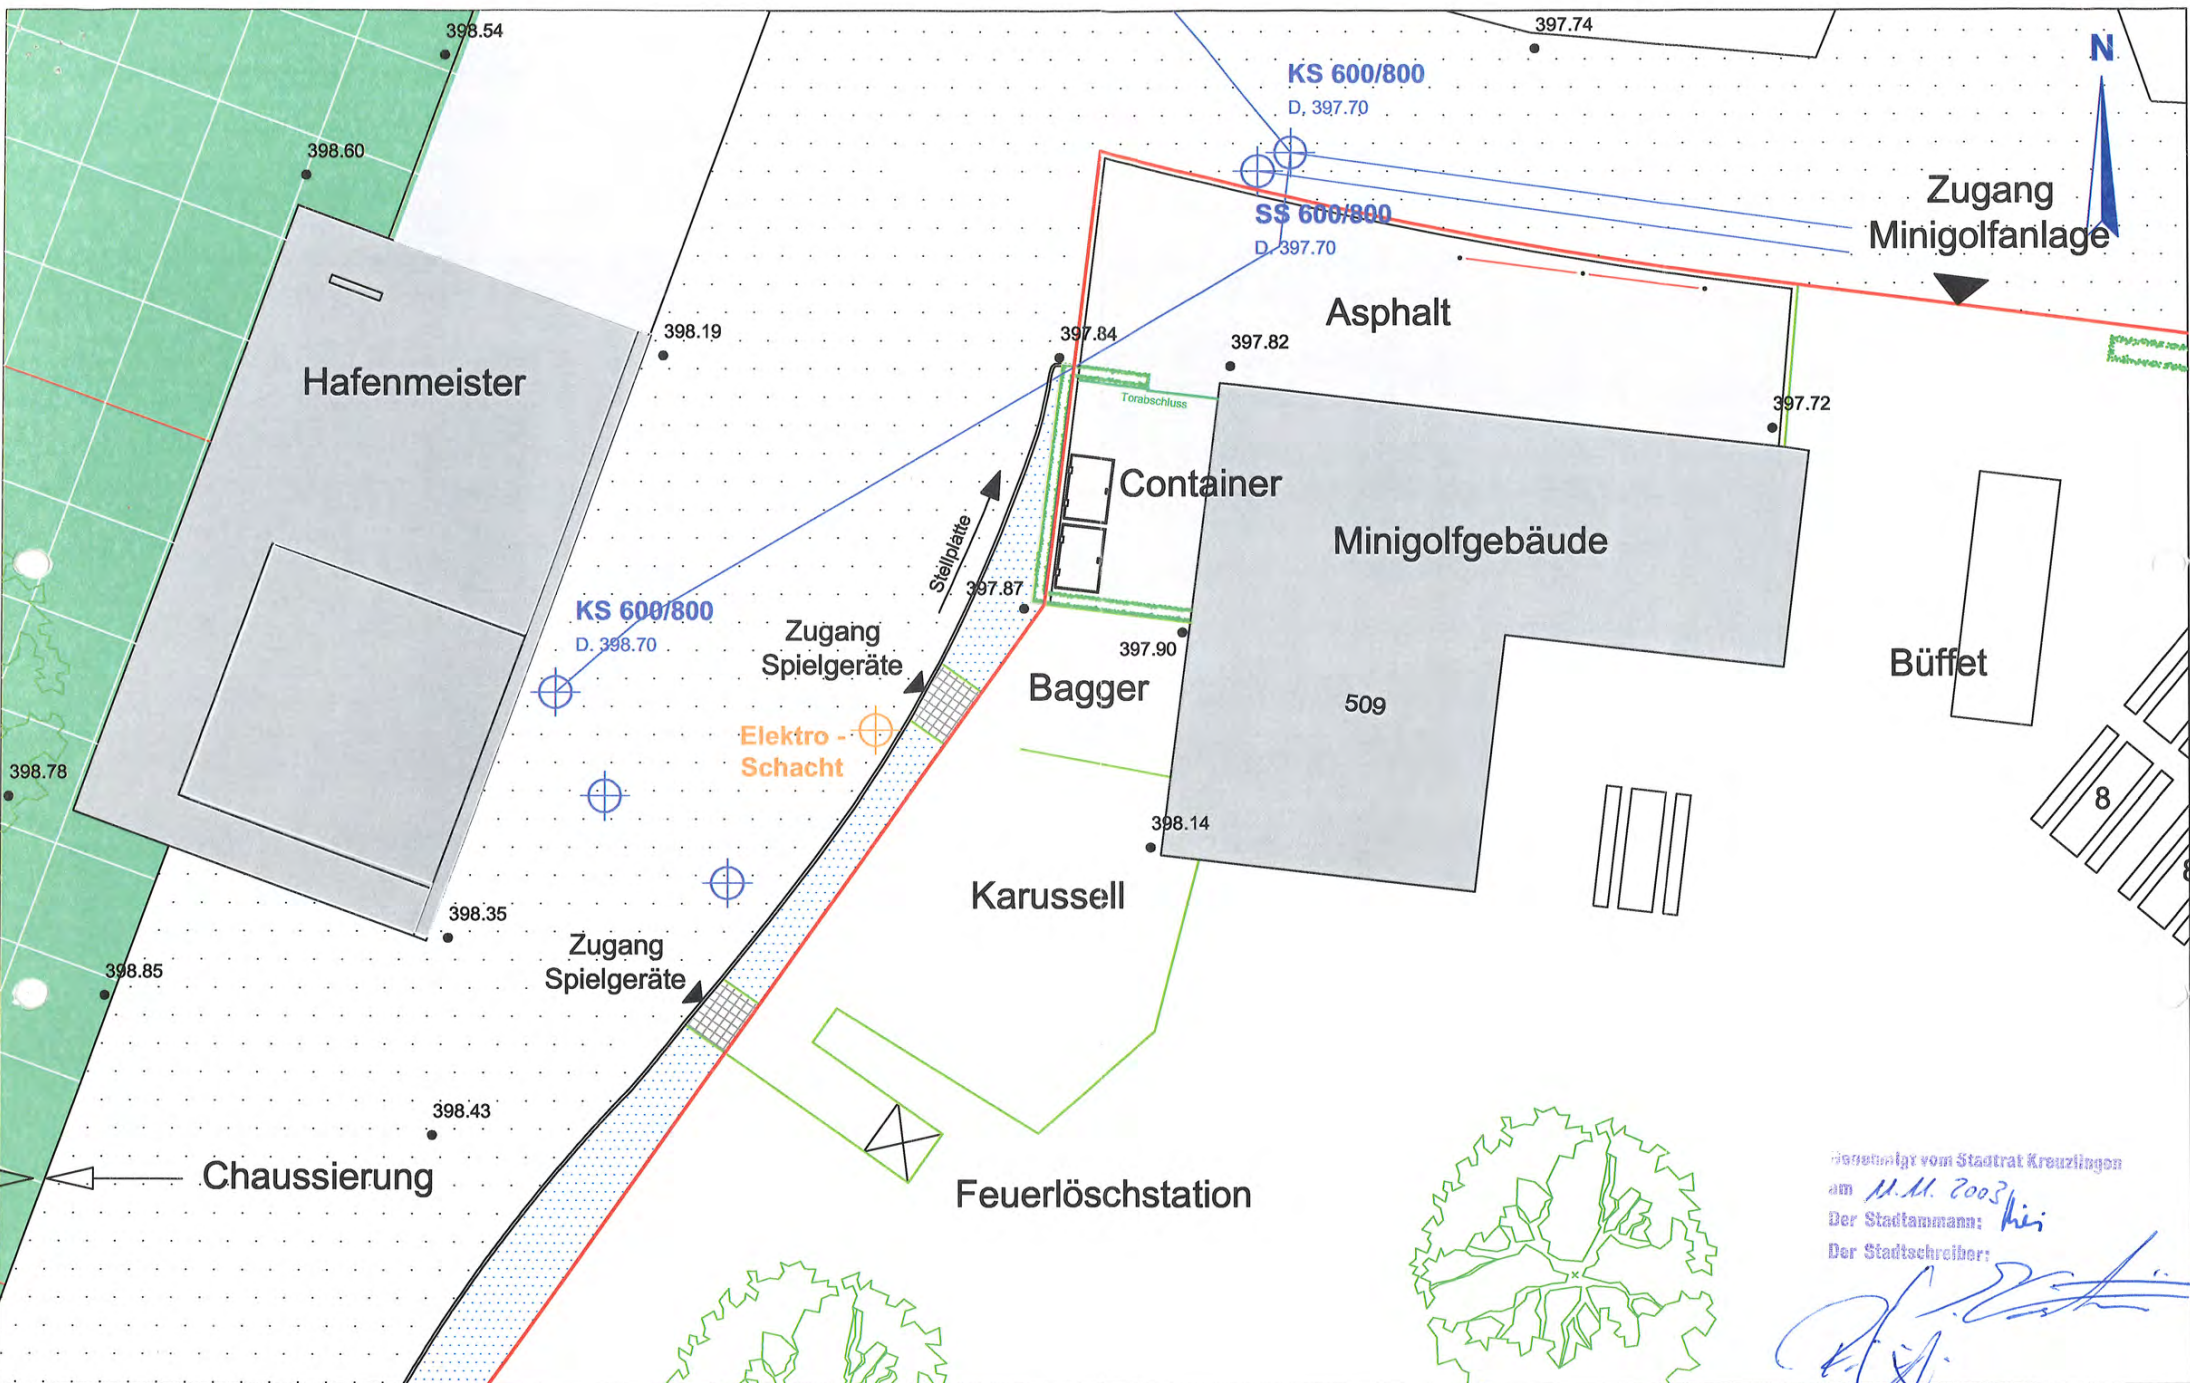 398.54
397.74
N
KS 600/800
D. 397.70
398.60
Zugang
Minigolfanlage
SS 600/800
D. 397.70
Asphalt
398.19
397.84
397.82
Hafenmeister
Torabschluss
397.72
Container
Minigolfgebäude
Stellplatte
397.87
KS 600/800
D. 398.70
Zugang
Spielgeräte
397.90
Bagger
Büffet
509
Elektro -
Schacht
398.78
8
398.14
8
Karussell
398.35
Zugang
Spielgeräte
398.85
398.43
Chaussierung
Feuerlöschstation
vom Stadtrat Kreuzlingen
am 11.11.2003
Der Stadtammann:
Der Stadtschreiber: